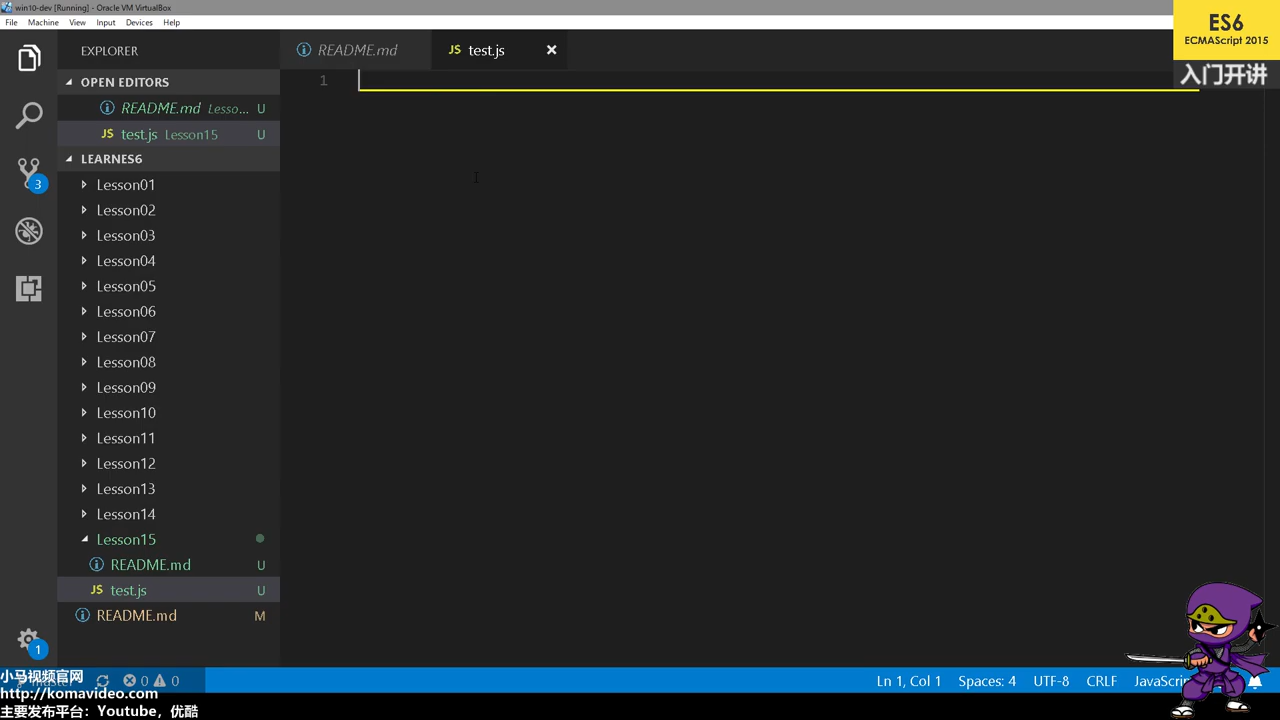 win10-dev [Running] - Oracle VM VirtualBox
File Machine View Input Devices Help
ES6
ECMAScript 2015
入门开讲
EXPLORER
README.md
JS test.js
OPEN EDITORS
README.md Lesso... U
JS test.js Lesson15 U
1
LEARNES6
Lesson01
3
Lesson02
Lesson03
Lesson04
Lesson05
Lesson06
Lesson07
Lesson08
Lesson09
Lesson10
Lesson11
Lesson12
Lesson13
Lesson14
Lesson15
README.md U
JS test.js U
README.md M
1
小马视频官网
http://komavideo.com
主要发布平台：Youtube，优酷
0 0
Ln 1, Col 1 Spaces: 4 UTF-8 CRLF